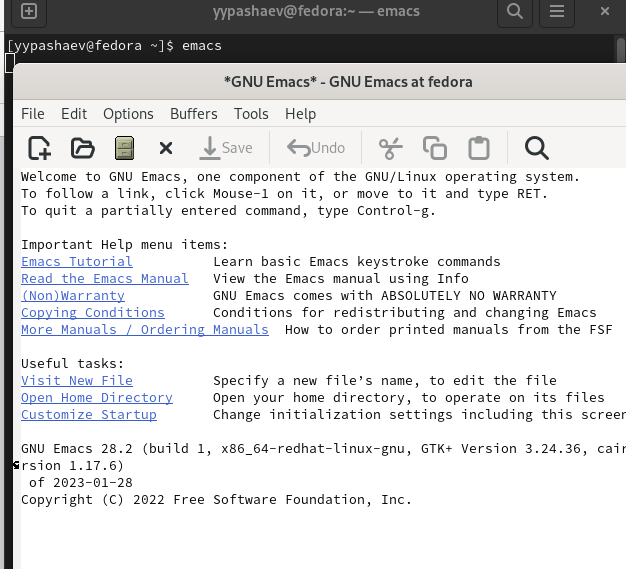 yypashaev@fedora:~ — emacs
[yypashaev@fedora ~]$ emacs
*GNU Emacs* - GNU Emacs at fedora
File Edit Options Buffers Tools Help
Save Undo
Welcome to GNU Emacs, one component of the GNU/Linux operating system.
To follow a link, click Mouse-1 on it, or move to it and type RET.
To quit a partially entered command, type Control-g.
Important Help menu items:
Emacs Tutorial Learn basic Emacs keystroke commands
Read the Emacs Manual View the Emacs manual using Info
(Non)Warranty GNU Emacs comes with ABSOLUTELY NO WARRANTY
Copying Conditions Conditions for redistributing and changing Emacs
More Manuals / Ordering Manuals How to order printed manuals from the FSF
Useful tasks:
Visit New File Specify a new file’s name, to edit the file
Open Home Directory Open your home directory, to operate on its files
Customize Startup Change initialization settings including this screen
GNU Emacs 28.2 (build 1, x86_64-redhat-linux-gnu, GTK+ Version 3.24.36, cair
rsion 1.17.6)
of 2023-01-28
Copyright (C) 2022 Free Software Foundation, Inc.